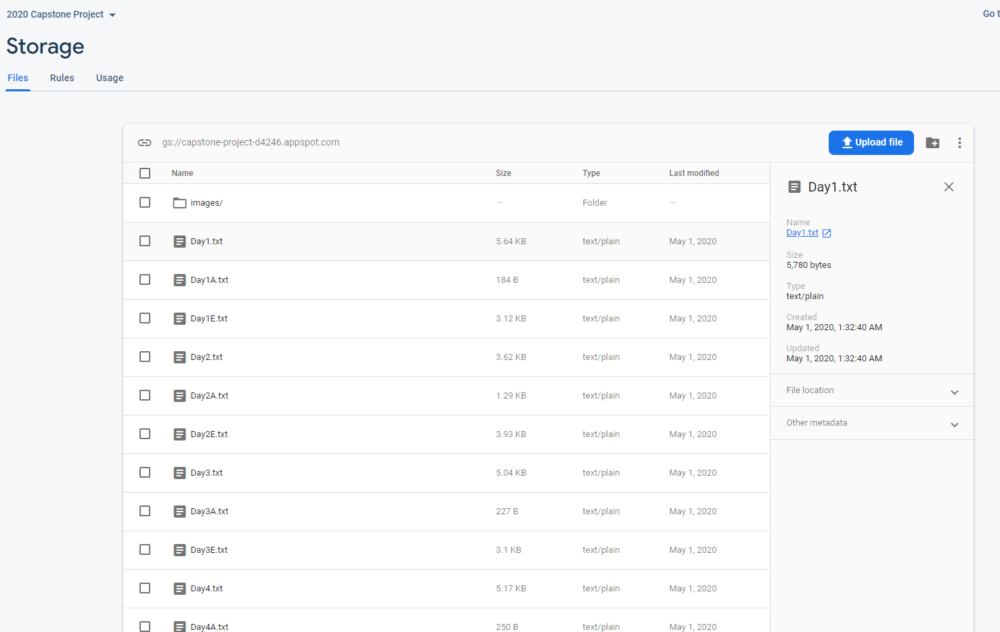 2020 Capstone Project
Go t
Storage
Files Rules Usage
gs://capstone-project-d4246.appspot.com
Upload file
Name Size Type Last modified
images/ — Folder —
Day1.txt 5.64 KB text/plain May 1, 2020
Day1A.txt 184 B text/plain May 1, 2020
Day1E.txt 3.12 KB text/plain May 1, 2020
Day2.txt 3.62 KB text/plain May 1, 2020
Day2A.txt 1.29 KB text/plain May 1, 2020
Day2E.txt 3.93 KB text/plain May 1, 2020
Day3.txt 5.04 KB text/plain May 1, 2020
Day3A.txt 227 B text/plain May 1, 2020
Day3E.txt 3.1 KB text/plain May 1, 2020
Day4.txt 5.17 KB text/plain May 1, 2020
Day4A.txt 250 B text/plain May 1, 2020
Day1.txt
Name
Day1.txt
Size
5,780 bytes
Type
text/plain
Created
May 1, 2020, 1:32:40 AM
Updated
May 1, 2020, 1:32:40 AM
File location
Other metadata